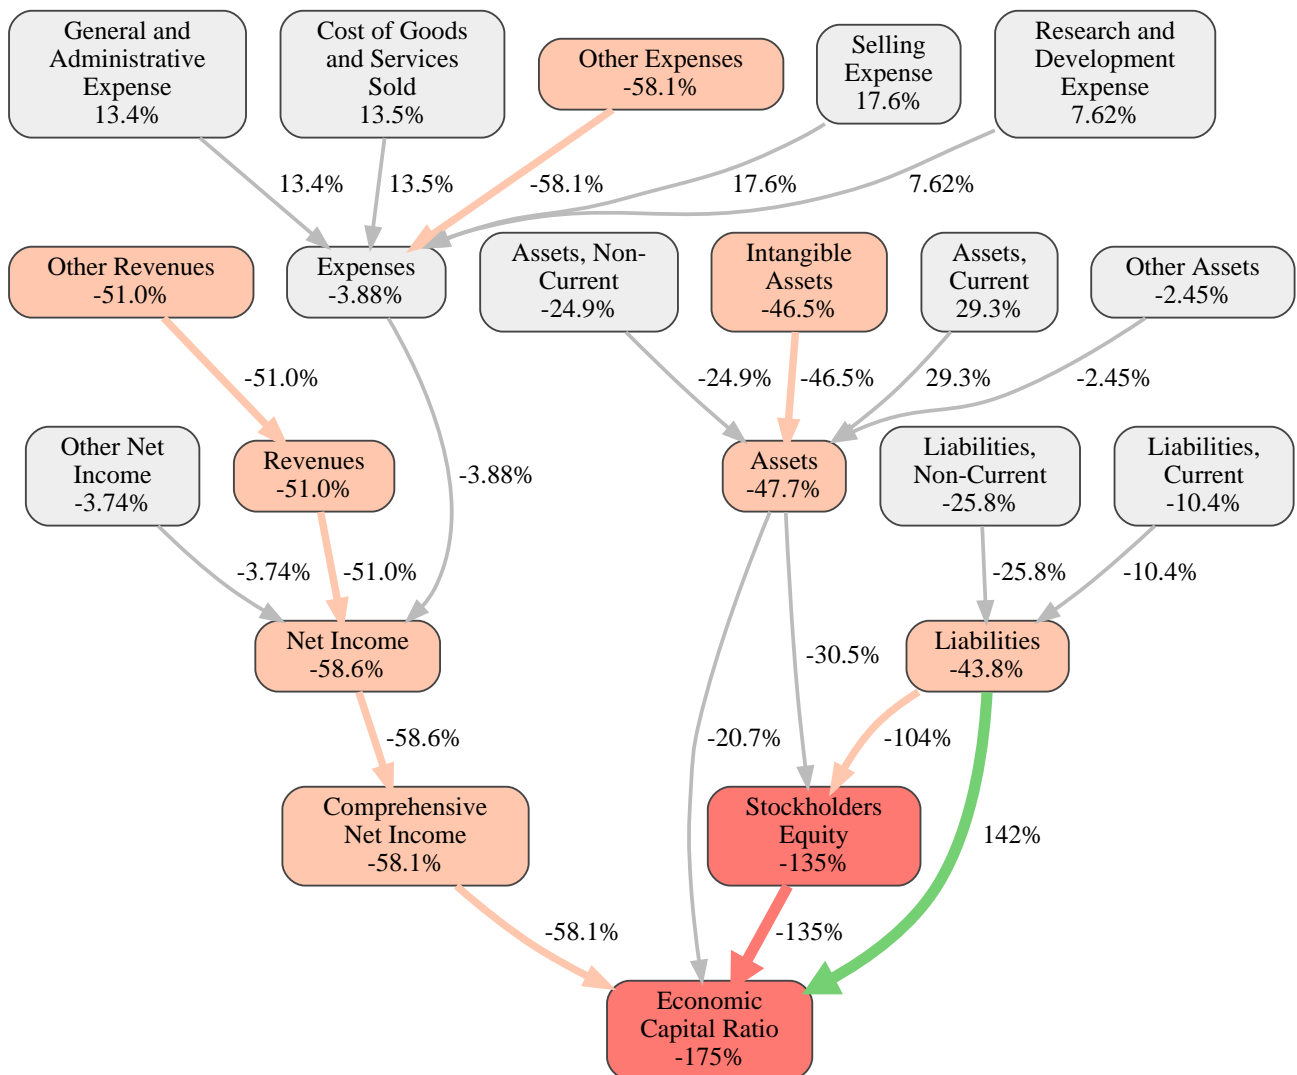 General and
Administrative
Expense
13.4%
Cost of Goods
and Services
Sold
13.5%
Other Expenses
-58.1%
Selling
Expense
17.6%
Research and
Development
Expense
7.62%
13.4%
13.5%
-58.1%
17.6%
7.62%
Other Revenues
-51.0%
Expenses
-3.88%
Assets, Non-
Current
-24.9%
Intangible
Assets
-46.5%
Assets,
Current
29.3%
Other Assets
-2.45%
-51.0%
-24.9%
-46.5%
29.3%
-2.45%
Other Net
Income
-3.74%
Revenues
-51.0%
-3.88%
Assets
-47.7%
Liabilities,
Non-Current
-25.8%
Liabilities,
Current
-10.4%
-3.74%
-51.0%
-25.8%
-10.4%
Net Income
-58.6%
-30.5%
Liabilities
-43.8%
-58.6%
-20.7%
-104%
Comprehensive
Net Income
-58.1%
Stockholders
Equity
-135%
142%
-58.1%
-135%
Economic
Capital Ratio
-175%